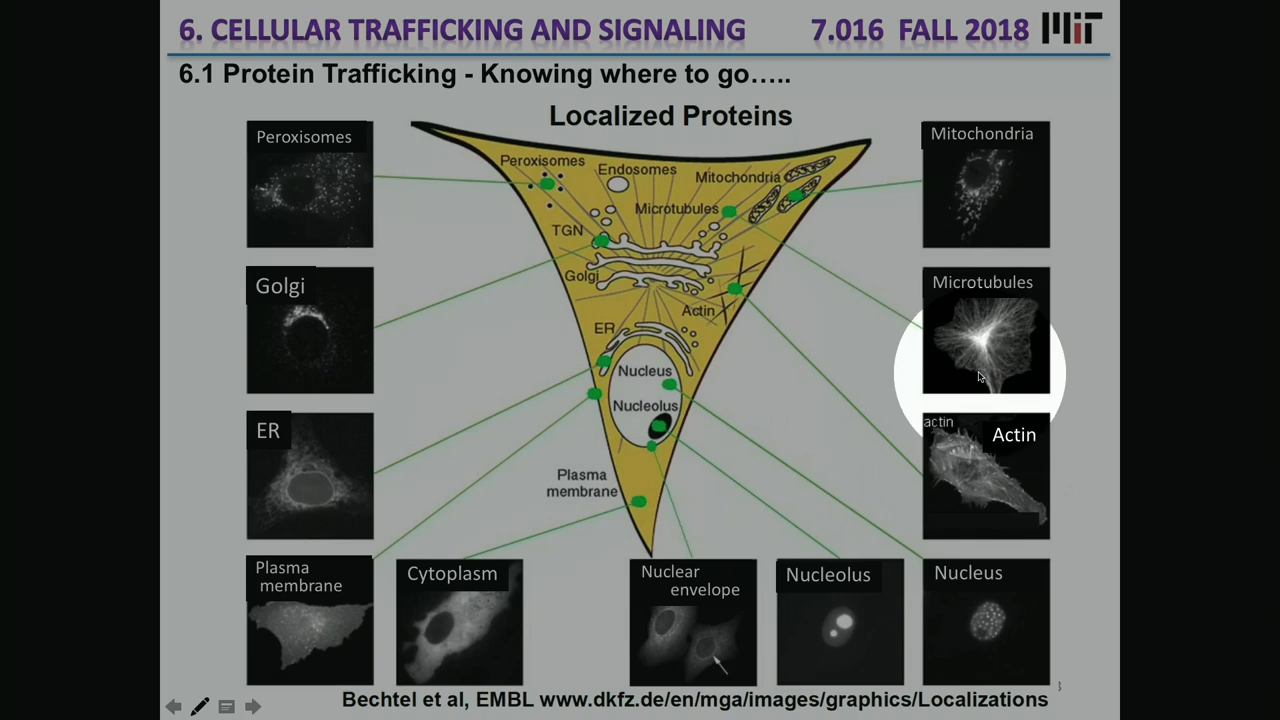 6. CELLULAR TRAFFICKING AND SIGNALING 7.016 FALL 2018 MIT
6.1 Protein Trafficking - Knowing where to go…..
Localized Proteins
Peroxisomes
Golgi
ER
Plasma
membrane
Cytoplasm
Nuclear
envelope
Nucleolus
Nucleus
Mitochondria
Microtubules
actin
Actin
Peroxisomes
Endosomes
Mitochondria
Microtubules
TGN
Golgi
Actin
ER
Nucleus
Nucleolus
Plasma
membrane
Bechtel et al, EMBL www.dkfz.de/en/mga/images/graphics/Localizations